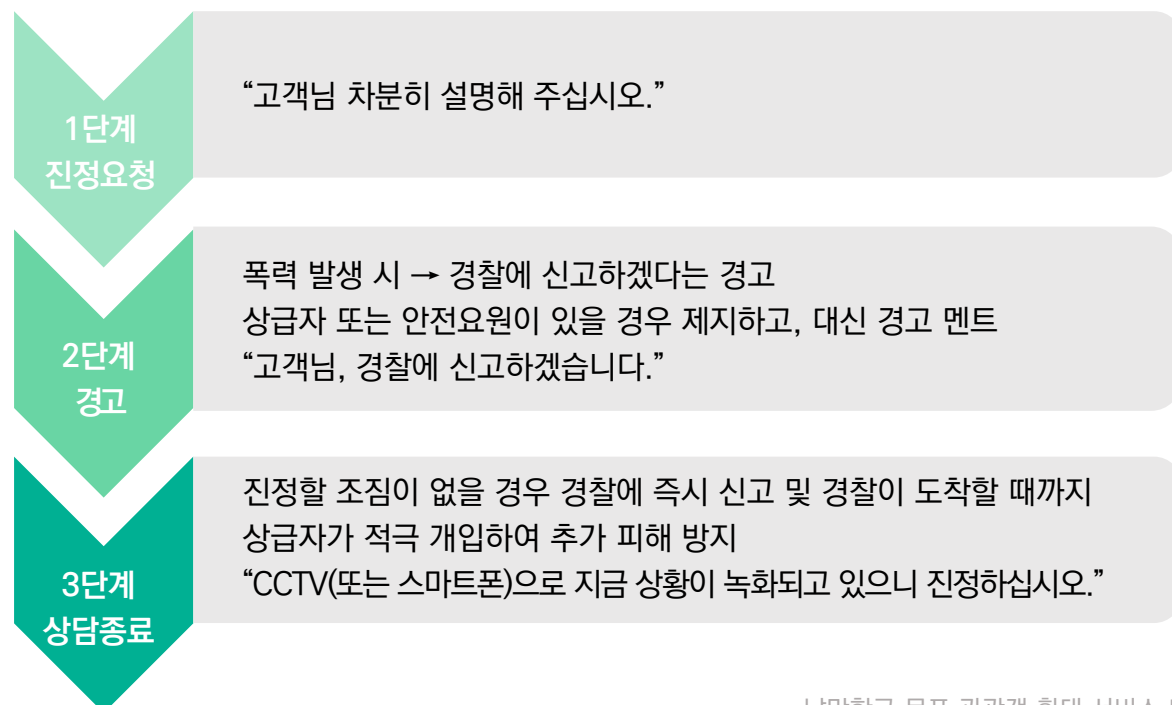 1단계
진정요청
“고객님 차분히 설명해 주십시오.”
2단계
경고
폭력 발생 시 → 경찰에 신고하겠다는 경고
상급자 또는 안전요원이 있을 경우 제지하고, 대신 경고 멘트
“고객님, 경찰에 신고하겠습니다.”
3단계
상담종료
진정할 조짐이 없을 경우 경찰에 즉시 신고 및 경찰이 도착할 때까지
상급자가 적극 개입하여 추가 피해 방지
“CCTV(또는 스마트폰)으로 지금 상황이 녹화되고 있으니 진정하십시오.”